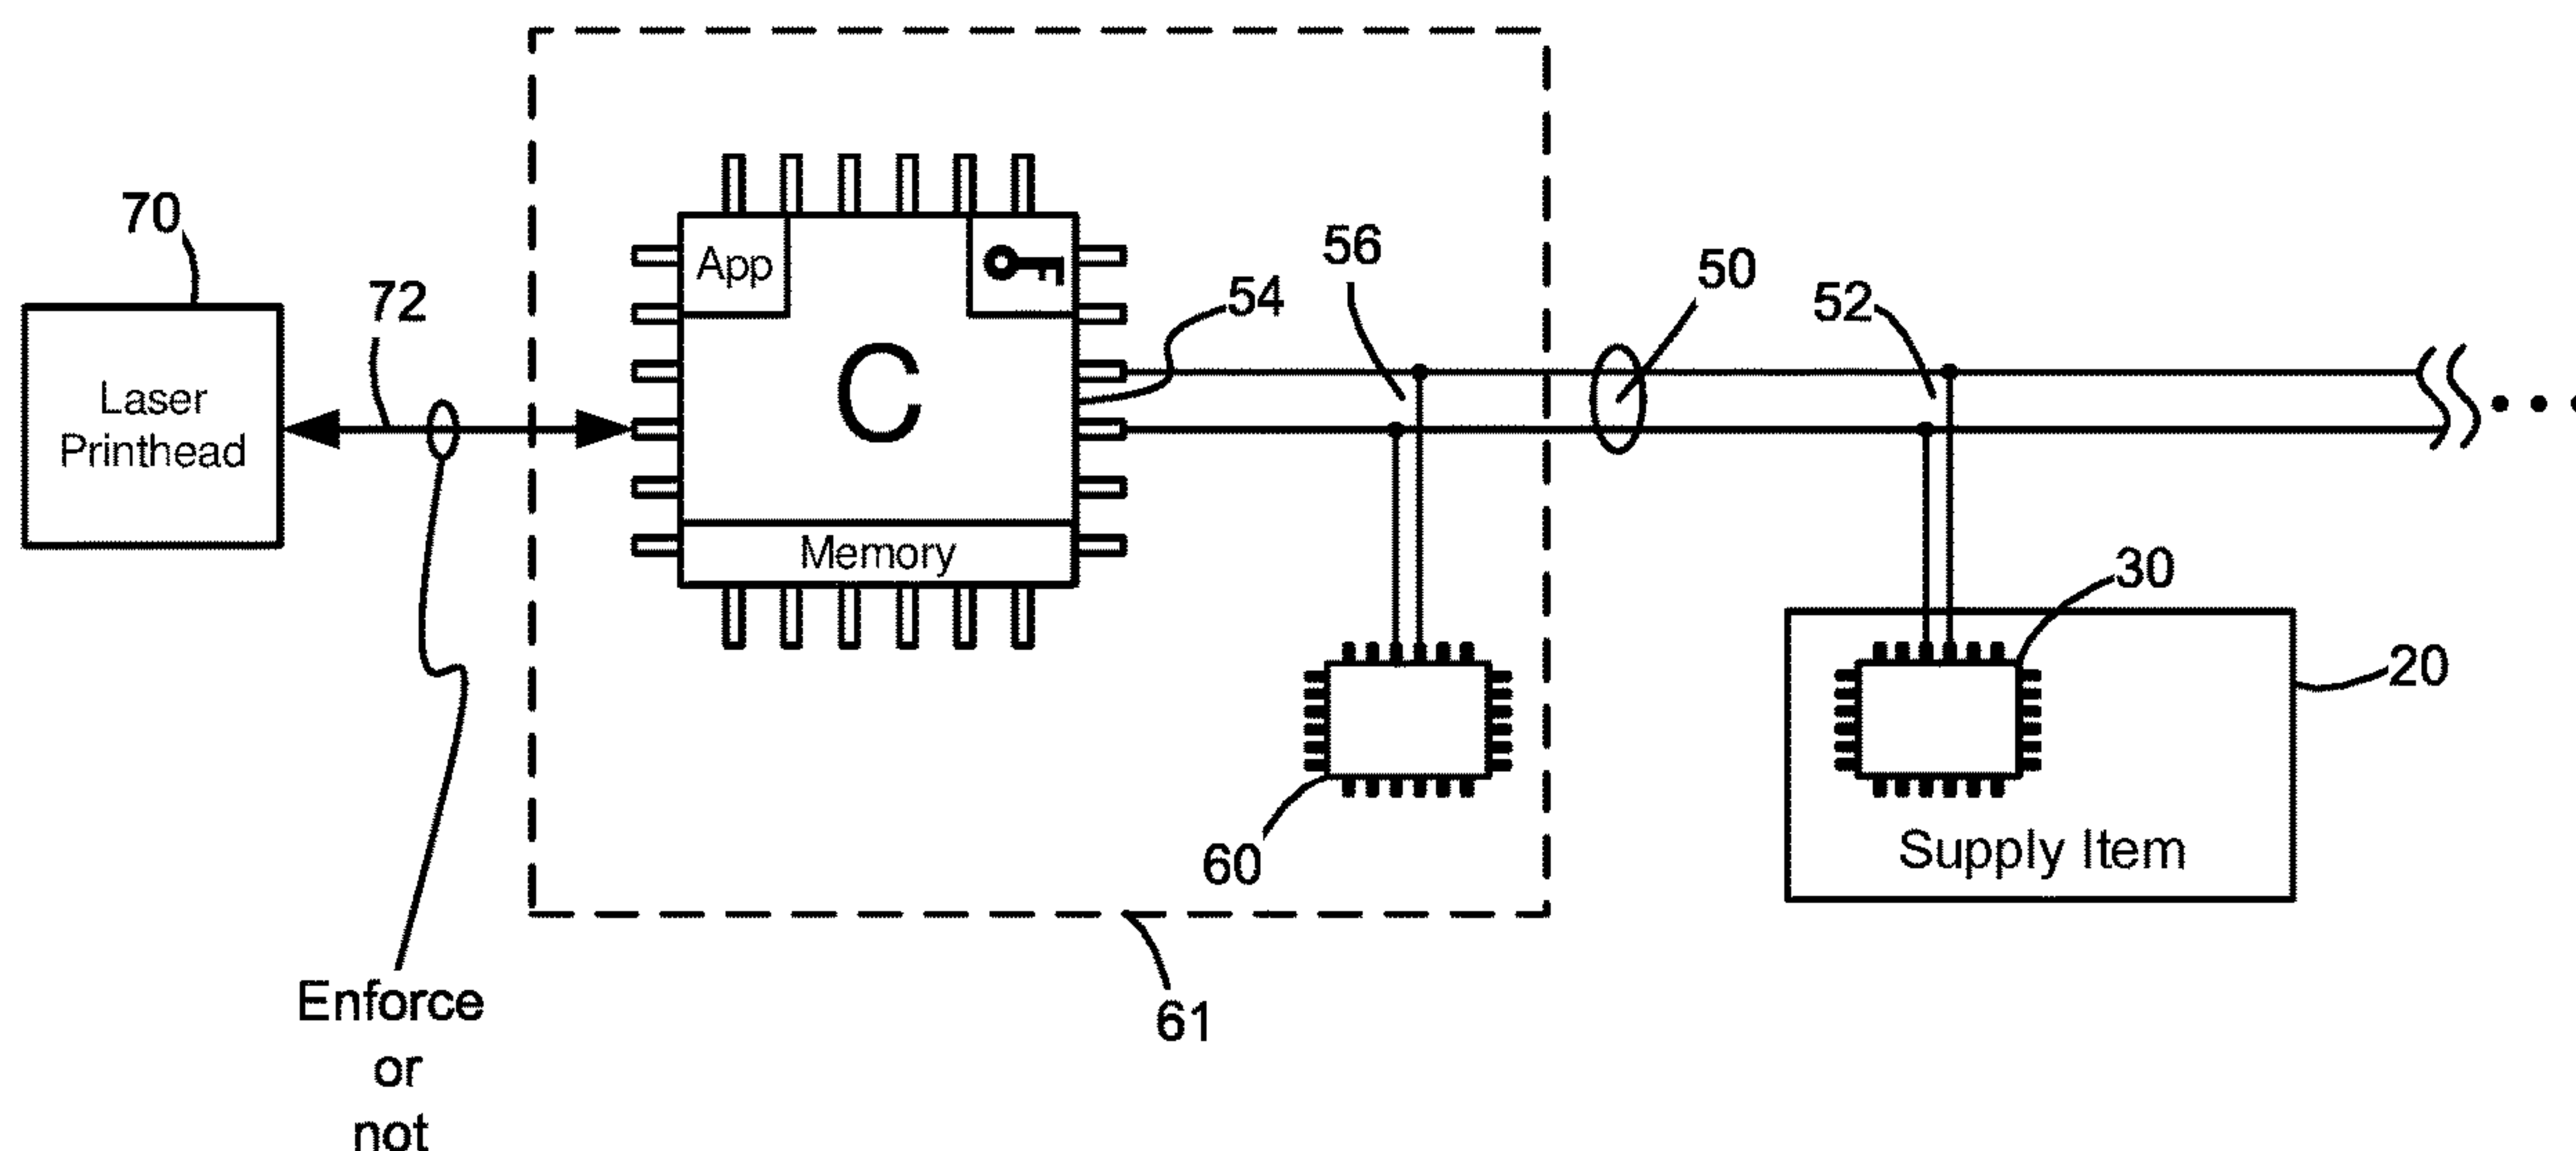 70
72
Laser
Printhead
App
C
Memory
54
56
50
52
30
20
Supply Item
60
61
Enforce
or
not